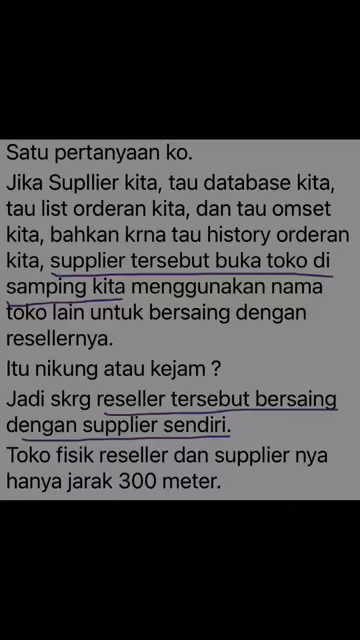 Satu pertanyaan ko.
Jika Supllier kita, tau database kita,
tau list orderan kita, dan tau omset
kita, bahkan krna tau history orderan
kita, supplier tersebut buka toko di
samping kita menggunakan nama
toko lain untuk bersaing dengan
resellernya.
Itu nikung atau kejam ?
Jadi skrg reseller tersebut bersaing
dengan supplier sendiri.
Toko fisik reseller dan supplier nya
hanya jarak 300 meter.